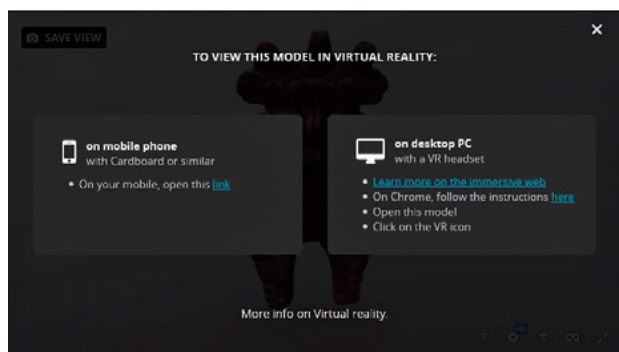 SAVE VIEW
TO VIEW THIS MODEL IN VIRTUAL REALITY:
on mobile phone
with Cardboard or similar
• On your mobile, open this link
on desktop PC
with a VR headset
• Learn more on the immersive web
• On Chrome, follow the instructions here
• Open this model
• Click on the VR icon
More info on Virtual reality.
? HD